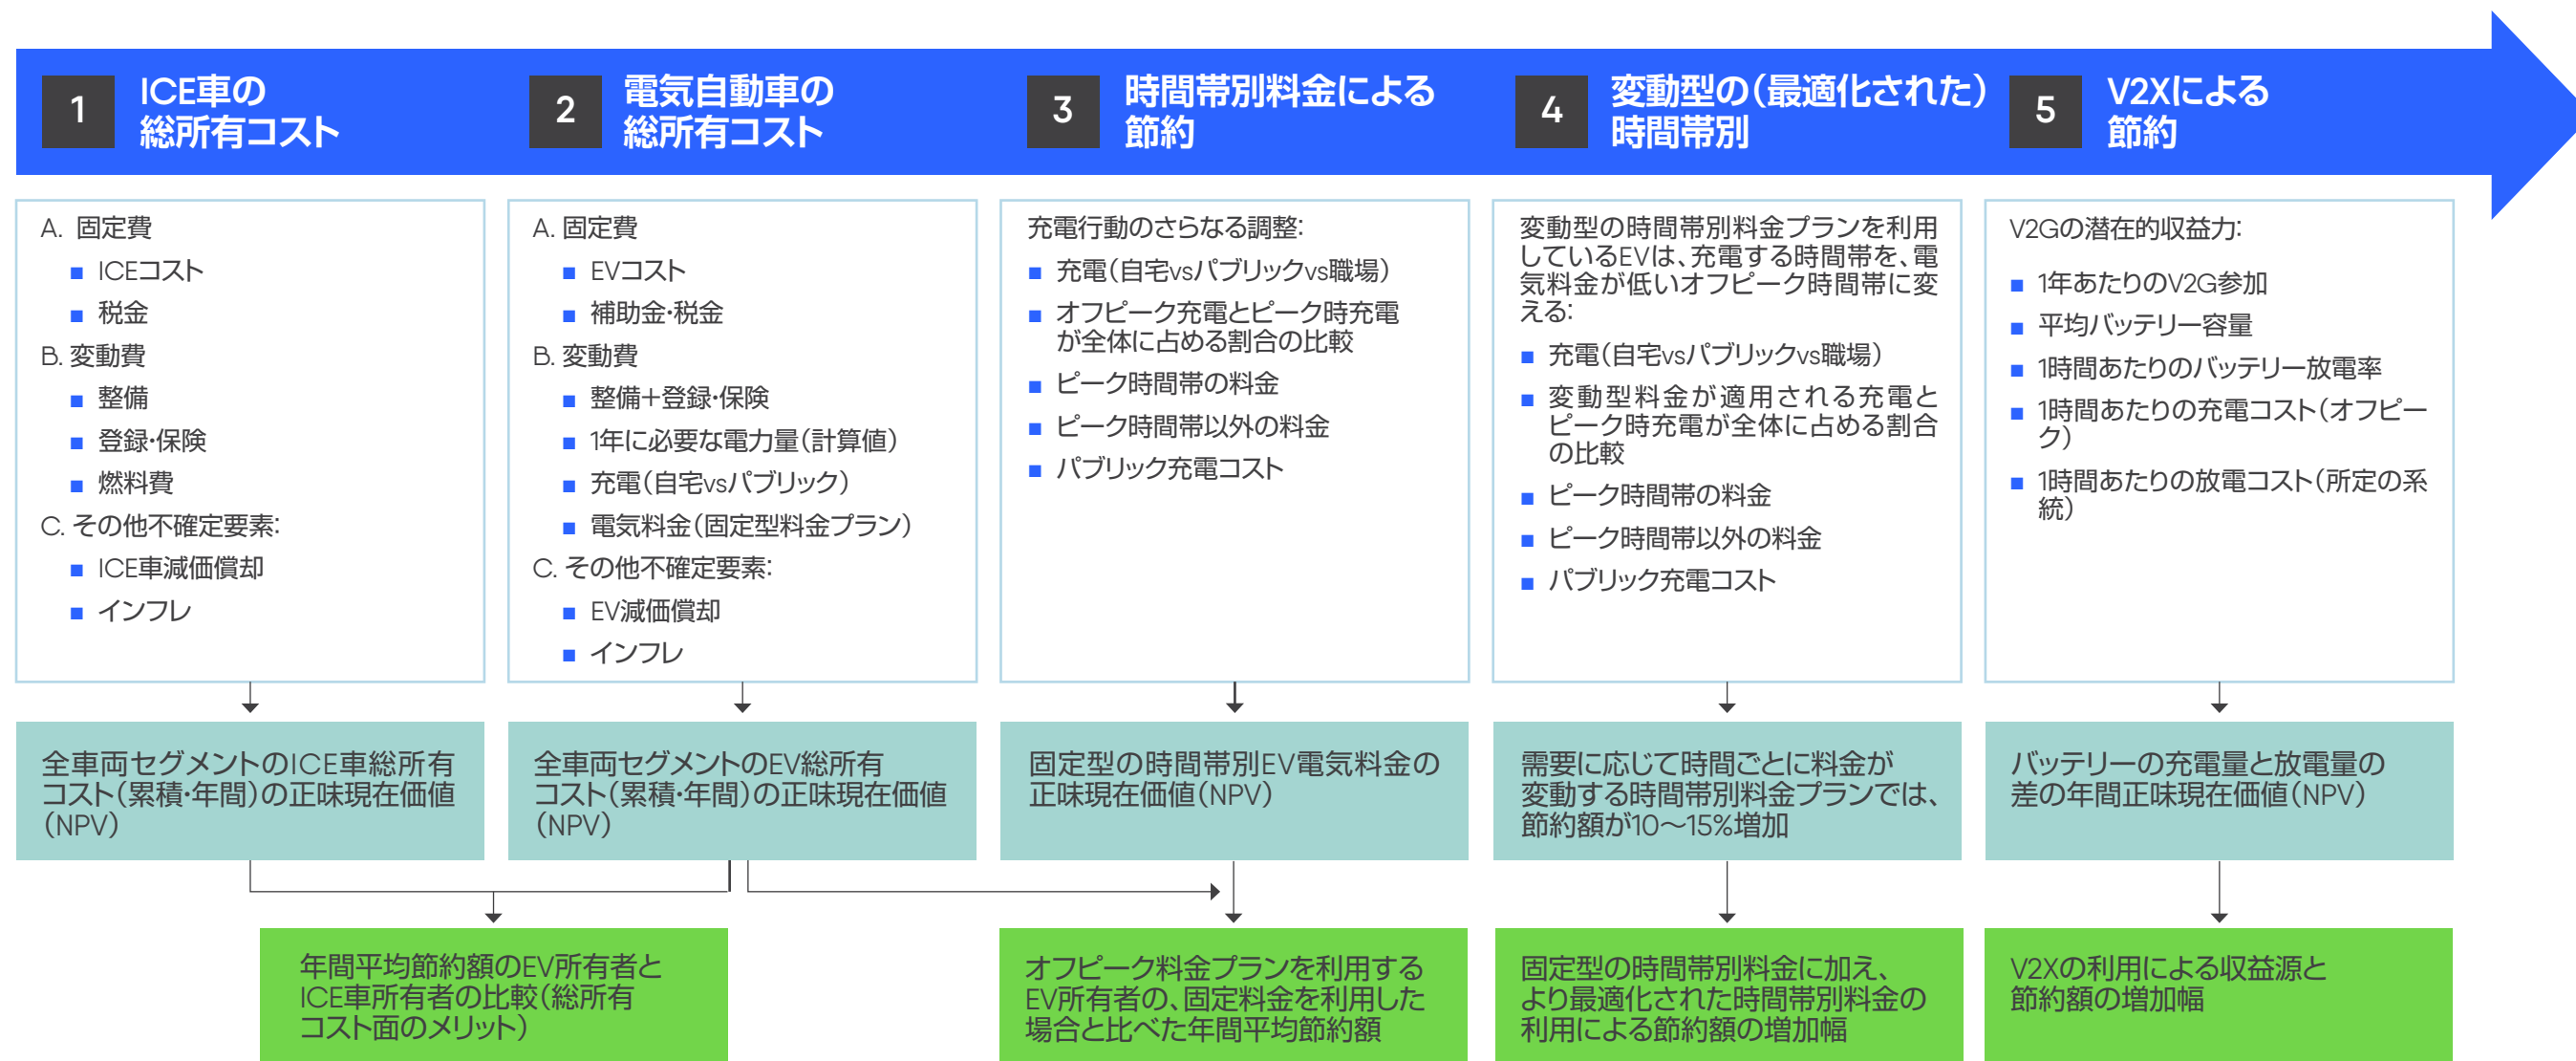 1
ICE車の
総所有コスト
2
電気自動車の
総所有コスト
3
時間帯別料金による
節約
4
変動型の（最適化された）
時間帯別
5
V2Xによる
節約
A. 固定費
■ ICEコスト
■ 税金
B. 変動費
■ 整備
■ 登録・保険
■ 燃料費
C. その他不確定要素：
■ ICE車減価償却
■ インフレ
A. 固定費
■ EVコスト
■ 補助金・税金
B. 変動費
■ 整備＋登録・保険
■ 1年に必要な電力量（計算値）
■ 充電（自宅vsパブリック）
■ 電気料金（固定型料金プラン）
C. その他不確定要素：
■ EV減価償却
■ インフレ
充電行動のさらなる調整：
■ 充電（自宅vsパブリックvs職場）
■ オフピーク充電とピーク時充電
が全体に占める割合の比較
■ ピーク時間帯の料金
■ ピーク時間帯以外の料金
■ パブリック充電コスト
変動型の時間帯別料金プランを利用
しているEVは、充電する時間帯を、電
気料金が低いオフピーク時間帯に変
える：
■ 充電（自宅vsパブリックvs職場）
■ 変動型料金が適用される充電と
ピーク時充電が全体に占める割合
の比較
■ ピーク時間帯の料金
■ ピーク時間帯以外の料金
■ パブリック充電コスト
V2Gの潜在的収益力：
■ 1年あたりのV2G参加
■ 平均バッテリー容量
■ 1時間あたりのバッテリー放電率
■ 1時間あたりの充電コスト（オフピー
ク）
■ 1時間あたりの放電コスト（所定の系
統）
全車両セグメントのICE車総所有
コスト（累積・年間）の正味現在価値
（NPV）
全車両セグメントのEV総所有
コスト（累積・年間）の正味現在価値
（NPV）
固定型の時間帯別EV電気料金の
正味現在価値（NPV）
需要に応じて時間ごとに料金が
変動する時間帯別料金プランでは、
節約額が10～15%増加
バッテリーの充電量と放電量の
差の年間正味現在価値（NPV）
年間平均節約額のEV所有者と
ICE車所有者の比較（総所有
コスト面のメリット）
オフピーク料金プランを利用する
EV所有者の、固定料金を利用した
場合と比べた年間平均節約額
固定型の時間帯別料金に加え、
より最適化された時間帯別料金の
利用による節約額の増加幅
V2Xの利用による収益源と
節約額の増加幅